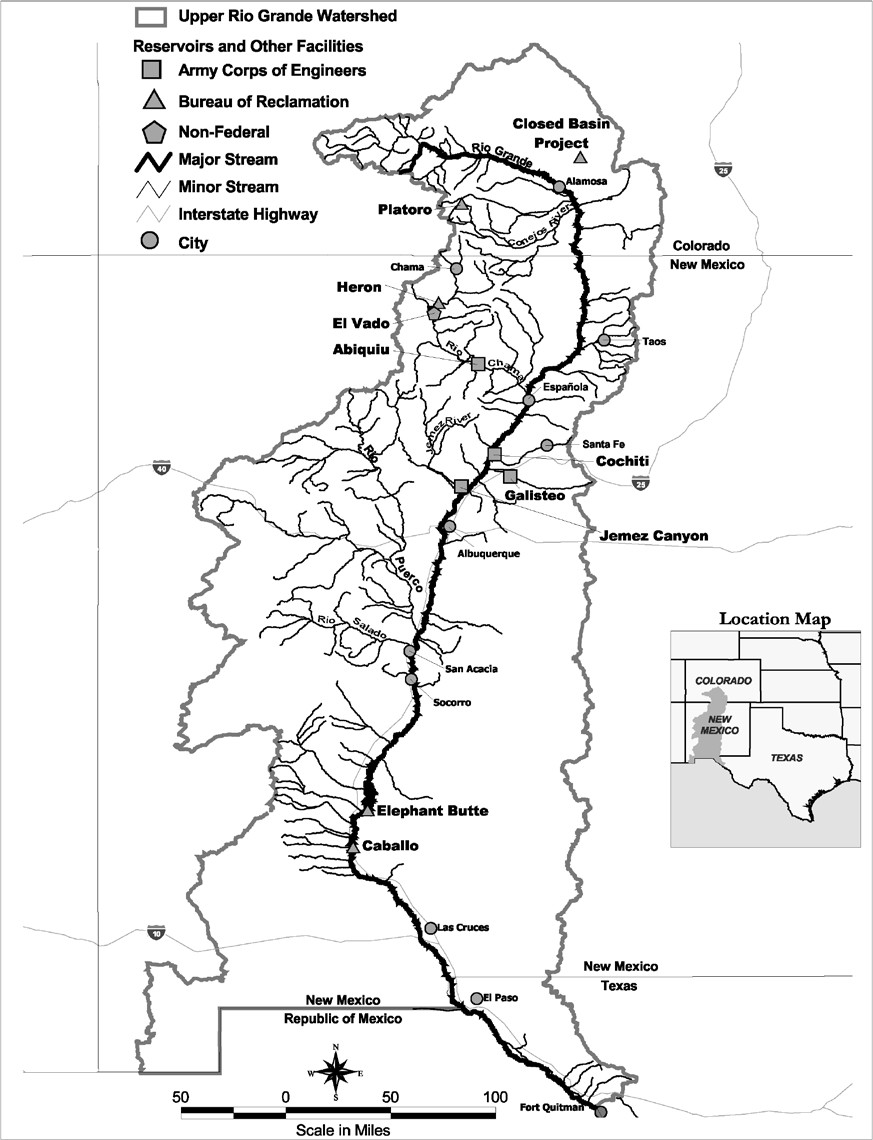 Upper Rio Grande Watershed
Reservoirs and Other Facilities
Army Corps of Engineers
Bureau of Reclamation
Non-Federal
Major Stream
Minor Stream
Interstate Highway
City
Closed Basin
Project
Rio Grande
Alamosa
25
Platoro
Conejos River
Colorado
New Mexico
Chama
Heron
El Vado
Abiquiu
Rio Chama
Taos
Española
Jemez River
Rio
Santa Fe
Cochiti
40
25
Galisteo
Jemez Canyon
Albuquerque
Puerco
Rio Salado
San Acacia
Socorro
Location Map
COLORADO
NEW
MEXICO
TEXAS
Elephant Butte
Caballo
10
Las Cruces
New Mexico
Texas
El Paso
New Mexico
Republic of Mexico
N
W E
S
Fort Quitman
50 0 50 100
Scale in Miles